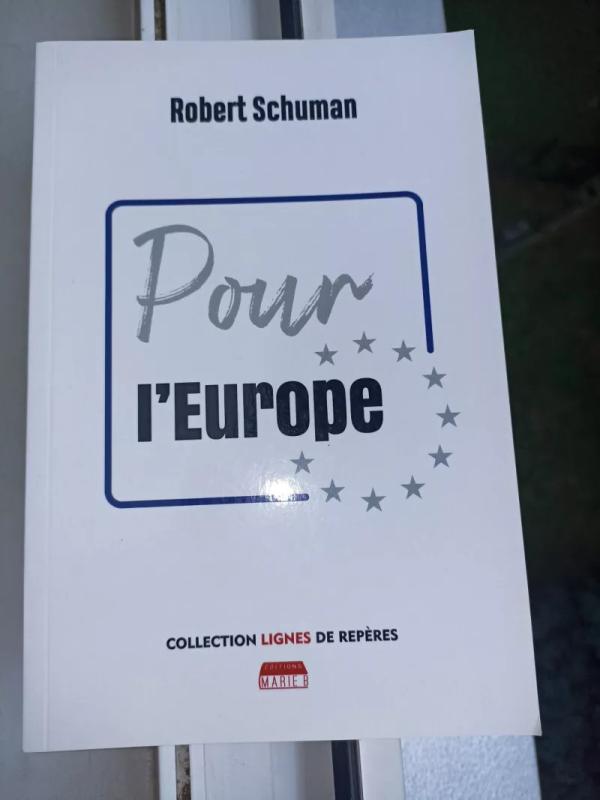 Robert Schuman
Pour
l'Europe
COLLECTION LIGNES DE REPÈRES
EDITIONS
MARIE B